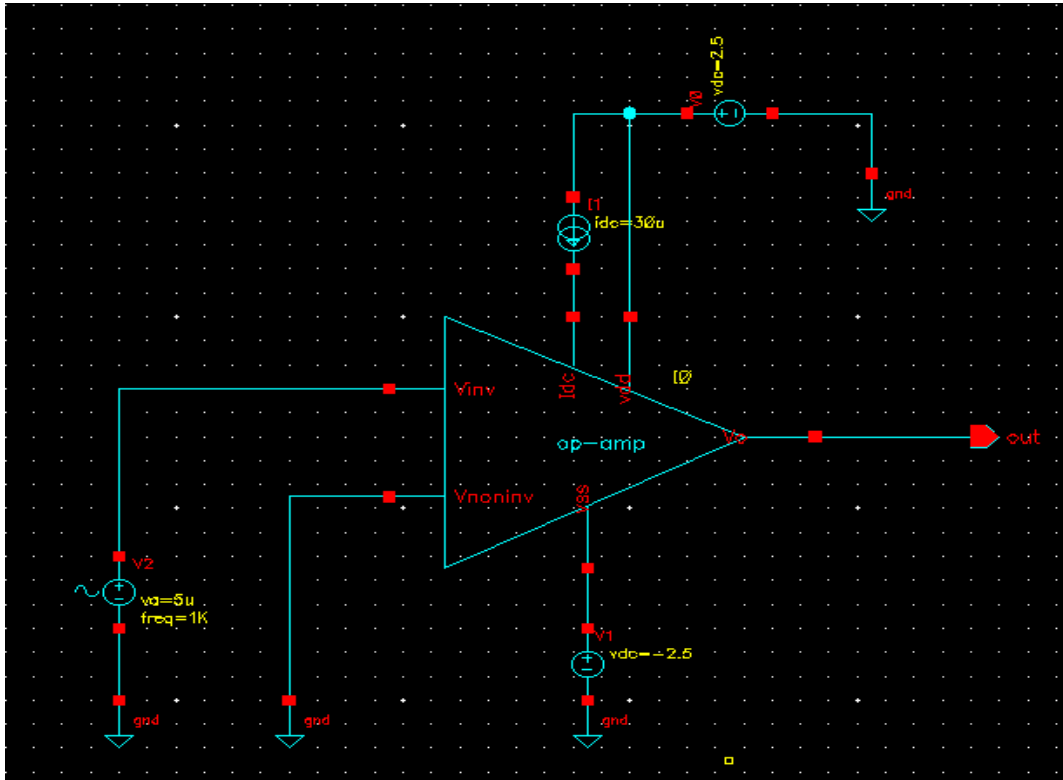 vdc=2.5
V0
gnd
I1
idc=30u
Idc
vdd
I0
Vinv
op-amp
Vo
out
Vnoninv
vss
V2
va=5u
freq=1K
V1
vdc=-2.5
gnd
gnd
gnd